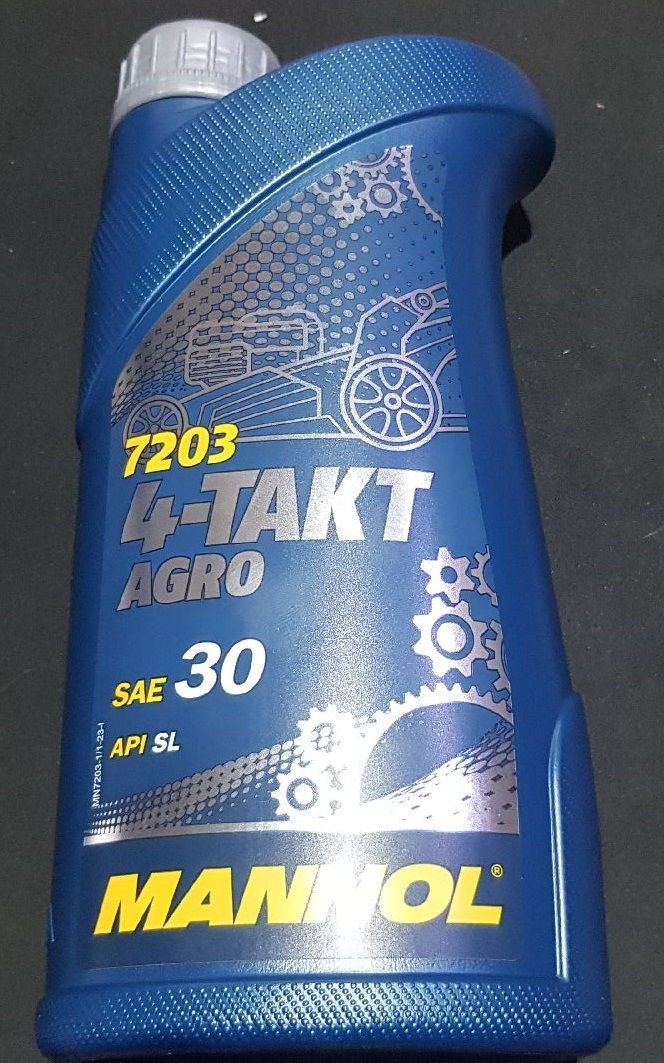 7203
4-TAKT
AGRO
SAE 30
API SL
MN7203-1/1-23-I
MANNOL®